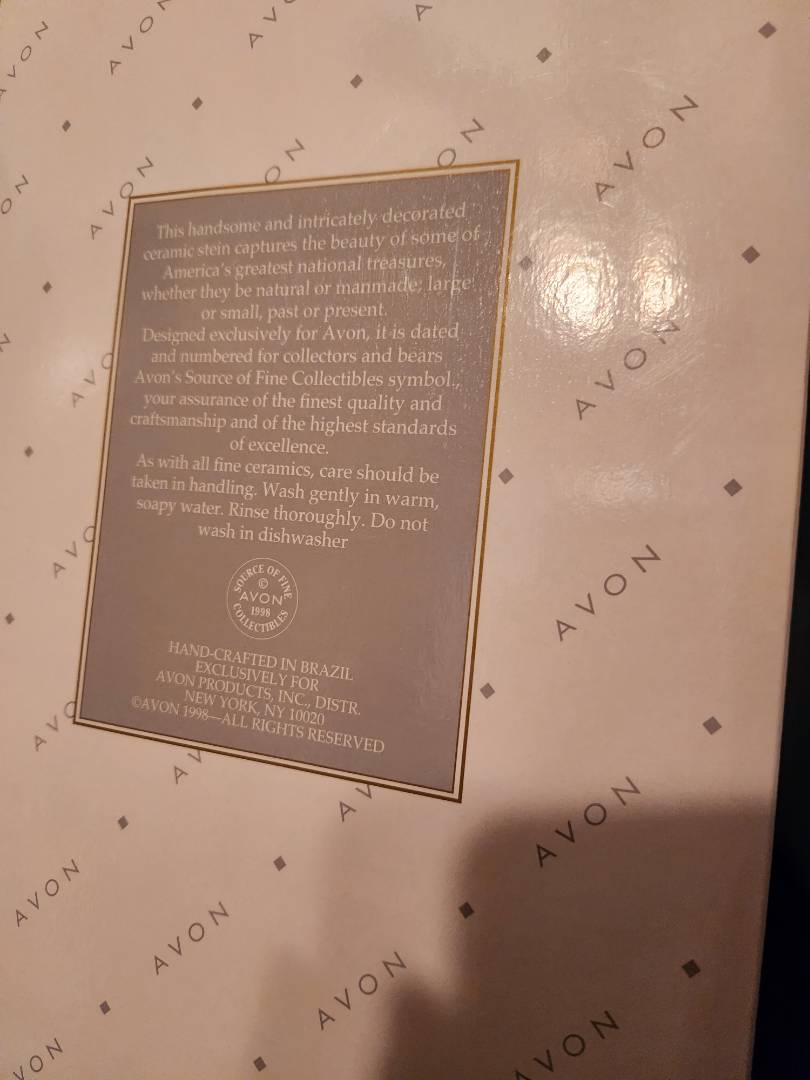 This handsome and intricately decorated
ceramic stein captures the beauty of some of
America's greatest national treasures,
whether they be natural or manmade; large
or small, past or present.
Designed exclusively for Avon, it is dated
and numbered for collectors and bears
Avon's Source of Fine Collectibles symbol.,
your assurance of the finest quality and
craftsmanship and of the highest standards
of excellence.
As with all fine ceramics, care should be
taken in handling. Wash gently in warm,
soapy water. Rinse thoroughly. Do not
wash in dishwasher
SOURCE OF FINE
©
AVON
1998
COLLECTIBLES
HAND-CRAFTED IN BRAZIL
EXCLUSIVELY FOR
AVON PRODUCTS, INC., DISTR.
NEW YORK, NY 10020
©AVON 1998—ALL RIGHTS RESERVED
AVON
AVON
AVON
AVON
AVON
AVON
AVON
AVON